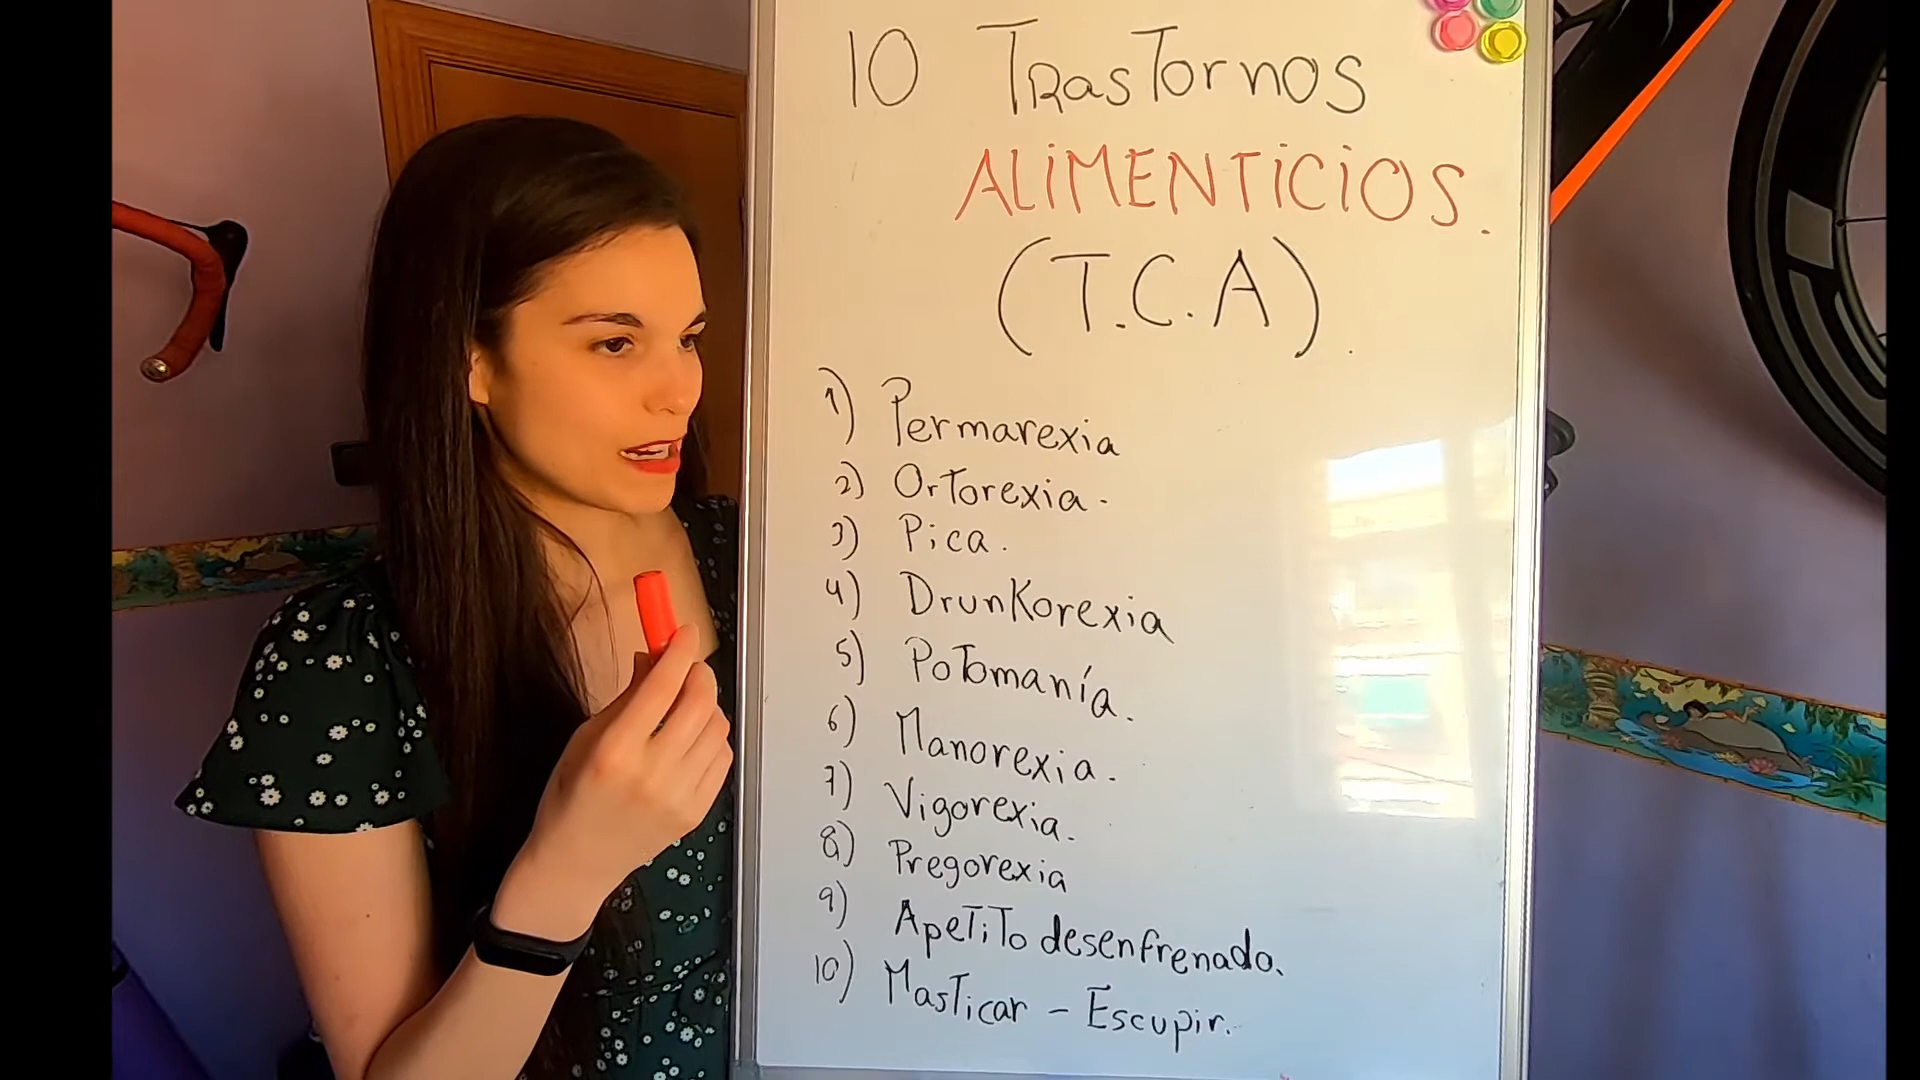 10 Trastornos
ALiMENTiCiOS.
(T.C.A).
1) Permarexia
2) Ortorexia.
3) Pica.
4) Drunkorexia
5) Potomanía.
6) Manorexia.
7) Vigorexia.
8) Pregorexia
9) Apetito desenfrenado.
10) Masticar - Escupir.